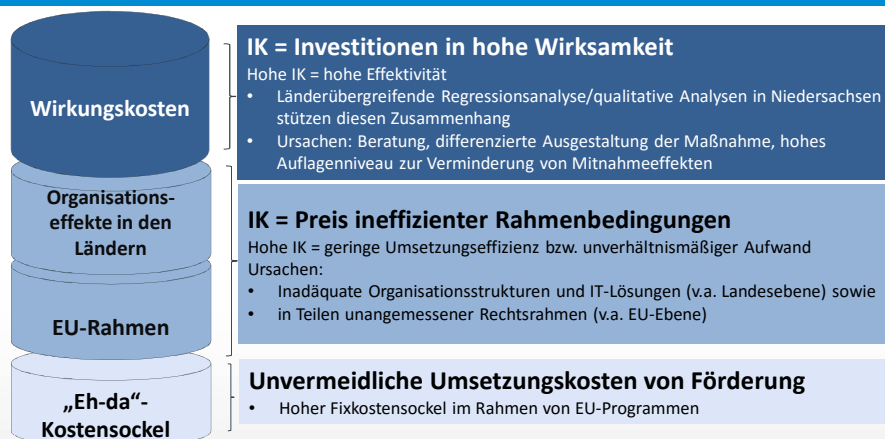 Wirkungskosten
IK = Investitionen in hohe Wirksamkeit
Hohe IK = hohe Effektivität
• Länderübergreifende Regressionsanalyse/qualitative Analysen in Niedersachsen
stützen diesen Zusammenhang
• Ursachen: Beratung, differenzierte Ausgestaltung der Maßnahme, hohes
Auflagenniveau zur Verminderung von Mitnahmeeffekten
Organisations-
effekte in den
Ländern
EU-Rahmen
IK = Preis ineffizienter Rahmenbedingungen
Hohe IK = geringe Umsetzungseffizienz bzw. unverhältnismäßiger Aufwand
Ursachen:
• Inadäquate Organisationsstrukturen und IT-Lösungen (v.a. Landesebene) sowie
• in Teilen unangemessener Rechtsrahmen (v.a. EU-Ebene)
„Eh-da“-
Kostensockel
Unvermeidliche Umsetzungskosten von Förderung
• Hoher Fixkostensockel im Rahmen von EU-Programmen